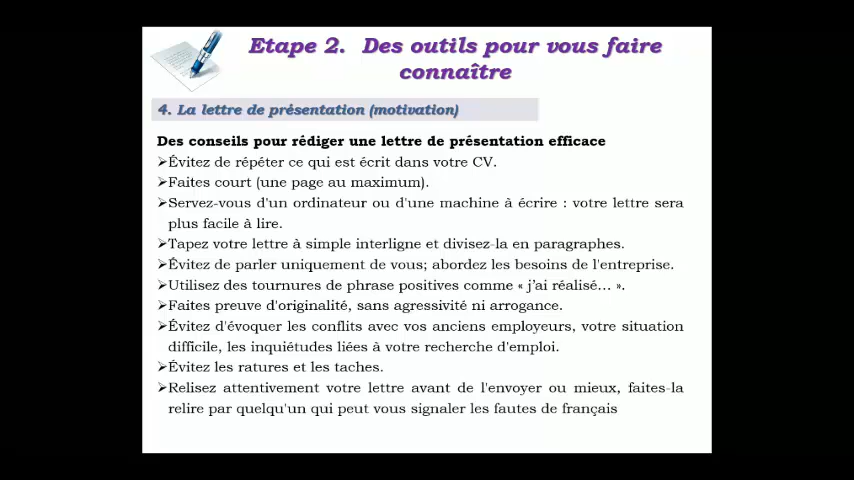 Etape 2. Des outils pour vous faire
connaître
4. La lettre de présentation (motivation)
Des conseils pour rédiger une lettre de présentation efficace
➢Évitez de répéter ce qui est écrit dans votre CV.
➢Faites court (une page au maximum).
➢Servez-vous d'un ordinateur ou d'une machine à écrire : votre lettre sera
plus facile à lire.
➢Tapez votre lettre à simple interligne et divisez-la en paragraphes.
➢Évitez de parler uniquement de vous; abordez les besoins de l'entreprise.
➢Utilisez des tournures de phrase positives comme « j'ai réalisé... ».
➢Faites preuve d'originalité, sans agressivité ni arrogance.
➢Évitez d'évoquer les conflits avec vos anciens employeurs, votre situation
difficile, les inquiétudes liées à votre recherche d'emploi.
➢Évitez les ratures et les taches.
➢Relisez attentivement votre lettre avant de l'envoyer ou mieux, faites-la
relire par quelqu'un qui peut vous signaler les fautes de français